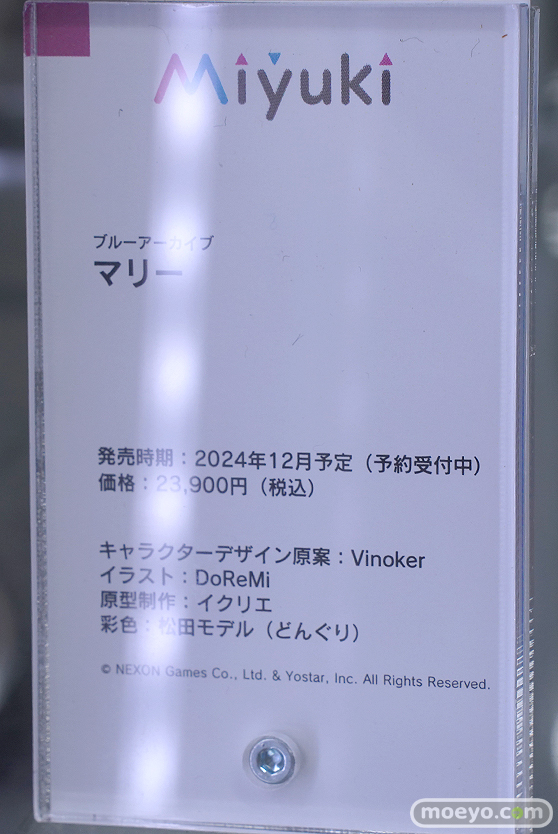 Miyuki
ブルーアーカイブ
マリー
発売時期：2024年12月予定（予約受付中）
価格：23,900円（税込）
キャラクターデザイン原案：Vinoker
イラスト：DoReMi
原型制作：イクリエ
彩色：松田モデル（どんぐり）
© NEXON Games Co., Ltd. & Yostar, Inc. All Rights Reserved.
moeyo.com